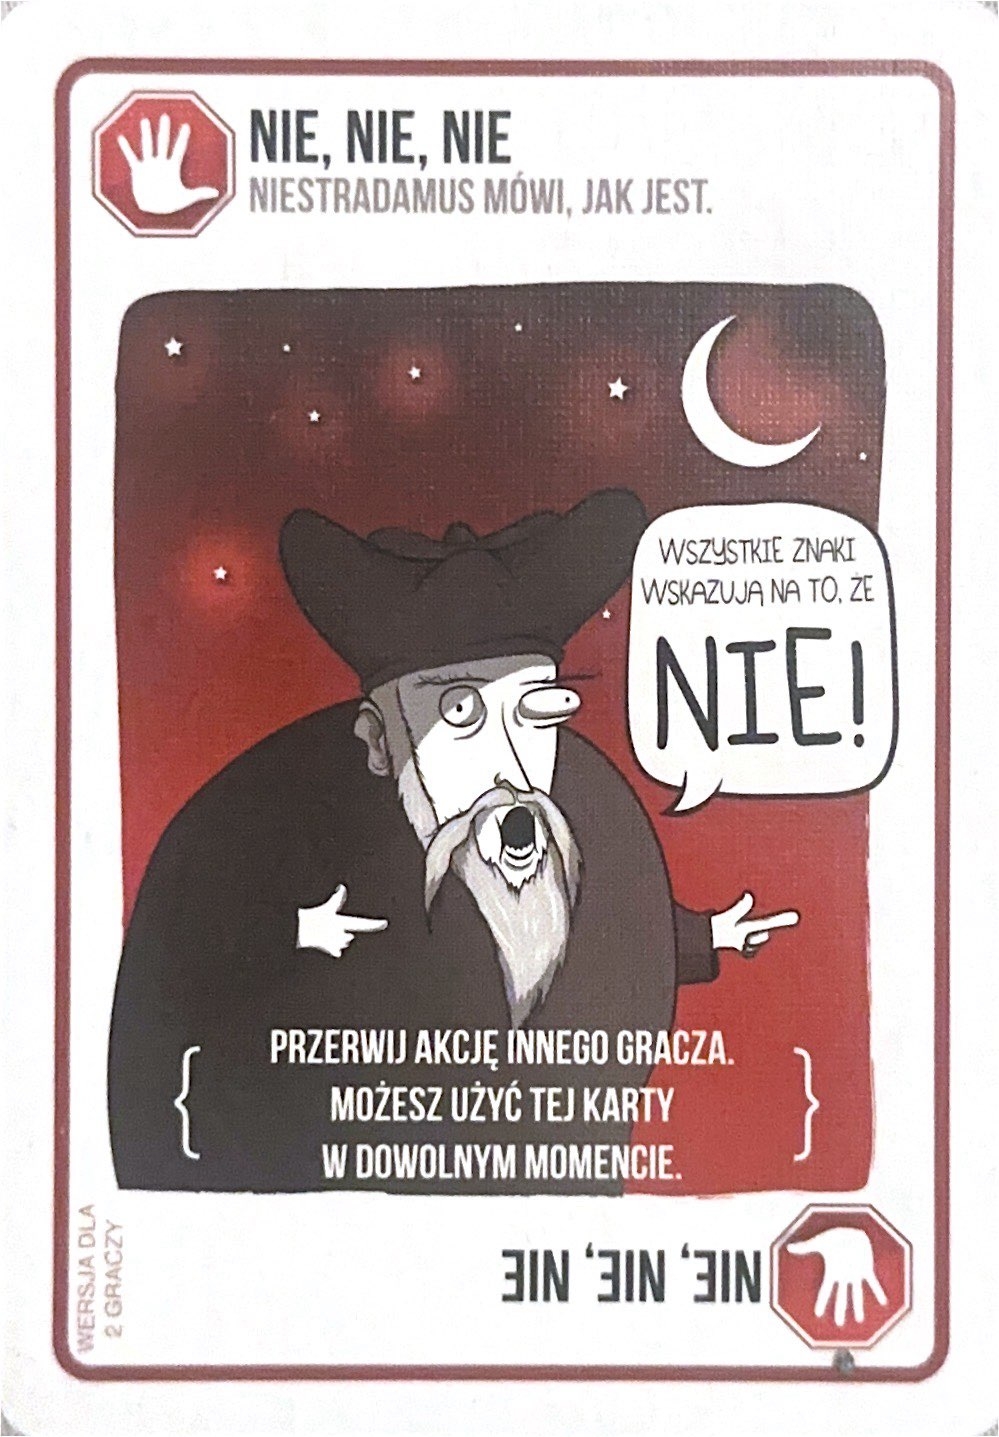 NIE, NIE, NIE
NIESTRADAMUS MÓWI, JAK JEST.
WSZYSTKIE ZNAKI
WSKAZUJĄ NA TO, ŻE
NIE!
PRZERWIJ AKCJĘ INNEGO GRACZA.
MOŻESZ UŻYĆ TEJ KARTY
W DOWOLNYM MOMENCIE.
WERSJA DLA
2 GRACZY
NIE, NIE, NIE